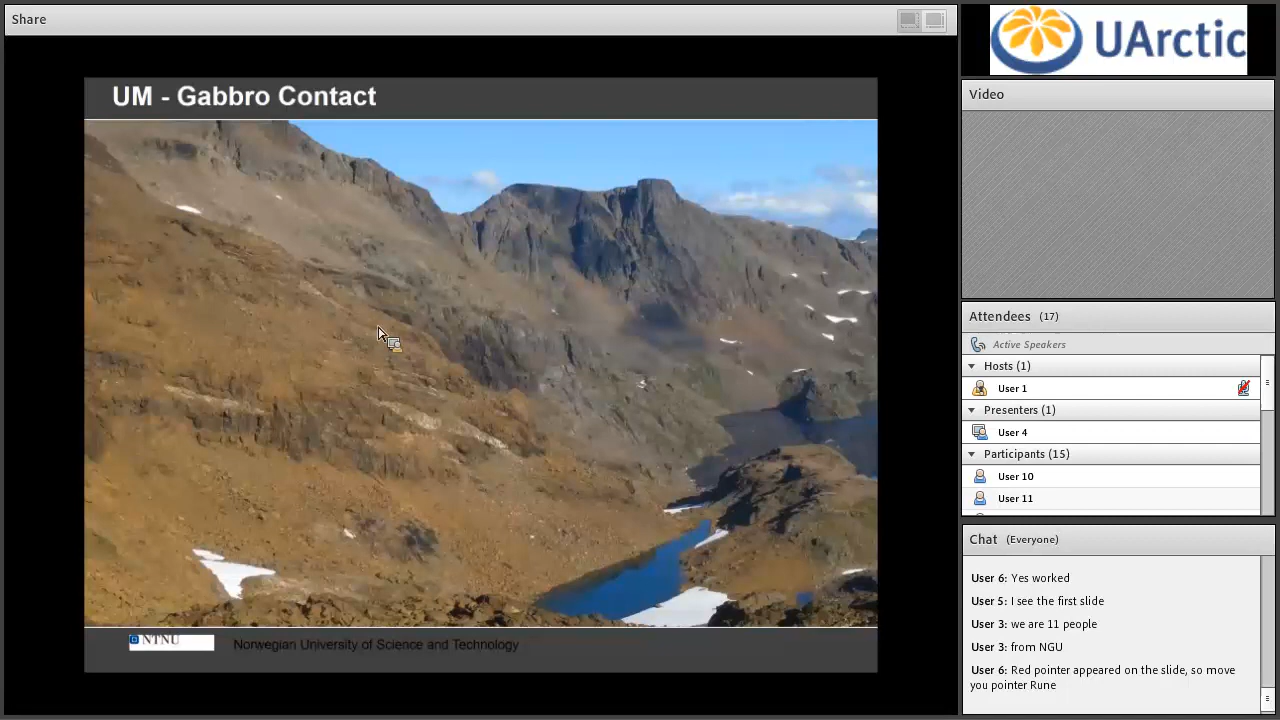 Share
UM - Gabbro Contact
NTNU
Norwegian University of Science and Technology
UArctic
Video
Attendees (17)
Active Speakers
Hosts (1)
User 1
Presenters (1)
User 4
Participants (15)
User 10
User 11
Chat (Everyone)
User 6: Yes worked
User 5: I see the first slide
User 3: we are 11 people
User 3: from NGU
User 6: Red pointer appeared on the slide, so move
you pointer Rune